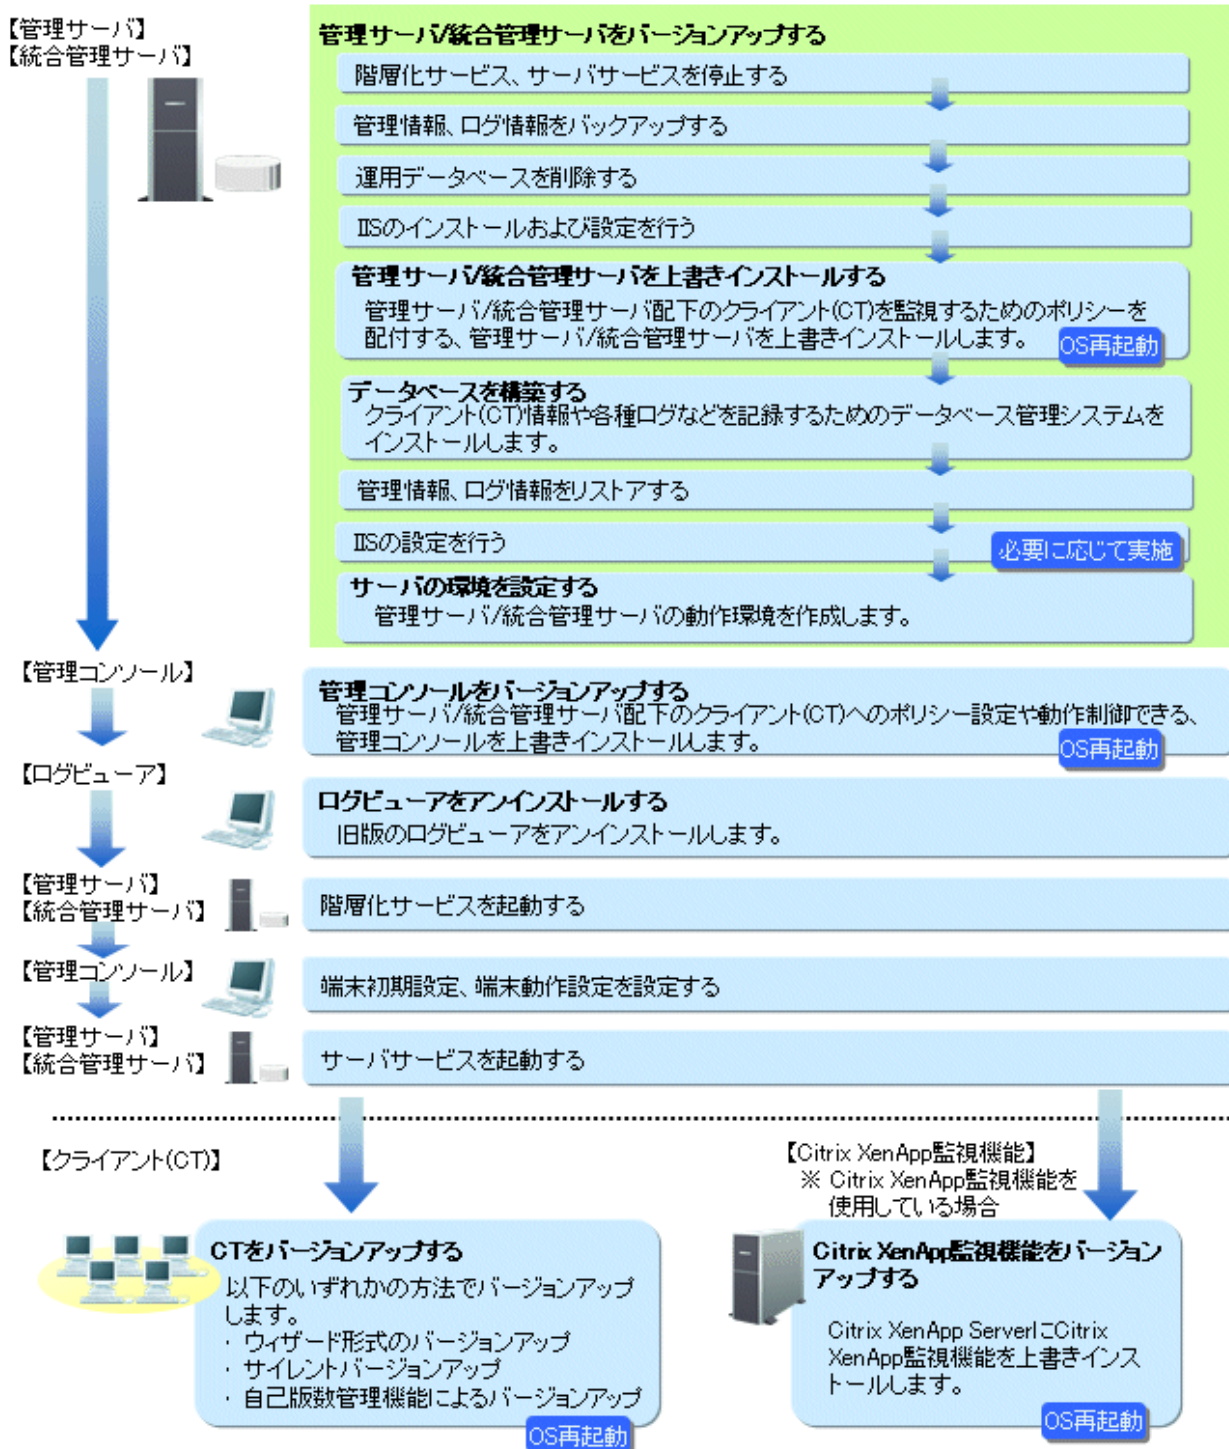 【管理サーバ】
【統合管理サーバ】
管理サーバ/統合管理サーバをバージョンアップする
階層化サービス、サーバサービスを停止する
管理情報、ログ情報をバックアップする
運用データベースを削除する
IISのインストールおよび設定を行う
管理サーバ/統合管理サーバを上書きインストールする
管理サーバ/統合管理サーバ配下のクライアント(CT)を監視するためのポリシーを
配付する、管理サーバ/統合管理サーバを上書きインストールします。
OS再起動
データベースを構築する
クライアント(CT)情報や各種ログなどを記録するためのデータベース管理システムを
インストールします。
管理情報、ログ情報をリストアする
IISの設定を行う
必要に応じて実施
サーバの環境を設定する
管理サーバ/統合管理サーバの動作環境を作成します。
【管理コンソール】
管理コンソールをバージョンアップする
管理サーバ/統合管理サーバ配下のクライアント(CT)へのポリシー設定や動作制御できる、
管理コンソールを上書きインストールします。
OS再起動
【ログビューア】
ログビューアをアンインストールする
旧版のログビューアをアンインストールします。
【管理サーバ】
【統合管理サーバ】
階層化サービスを起動する
【管理コンソール】
端末初期設定、端末動作設定を設定する
【管理サーバ】
【統合管理サーバ】
サーバサービスを起動する
【クライアント(CT)】
CTをバージョンアップする
以下のいずれかの方法でバージョンアップ
します。
・ ウィザード形式のバージョンアップ
・ サイレントバージョンアップ
・ 自己版数管理機能によるバージョンアップ
OS再起動
【Citrix XenApp監視機能】
※ Citrix XenApp監視機能を
使用している場合
Citrix XenApp監視機能をバージョン
アップする
Citrix XenApp ServerにCitrix
XenApp監視機能を上書きインス
トールします。
OS再起動